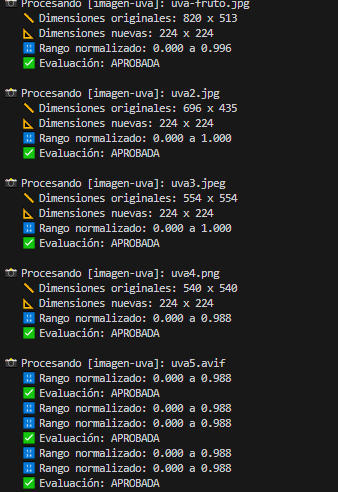 Procesando [imagen-uva]: uva-fruto.jpg
Dimensiones originales: 820 x 513
Dimensiones nuevas: 224 x 224
Rango normalizado: 0.000 a 0.996
Evaluación: APROBADA
Procesando [imagen-uva]: uva2.jpg
Dimensiones originales: 696 x 435
Dimensiones nuevas: 224 x 224
Rango normalizado: 0.000 a 1.000
Evaluación: APROBADA
Procesando [imagen-uva]: uva3.jpeg
Dimensiones originales: 554 x 554
Dimensiones nuevas: 224 x 224
Rango normalizado: 0.000 a 1.000
Evaluación: APROBADA
Procesando [imagen-uva]: uva4.png
Dimensiones originales: 540 x 540
Dimensiones nuevas: 224 x 224
Rango normalizado: 0.000 a 0.988
Evaluación: APROBADA
Procesando [imagen-uva]: uva5.avif
Rango normalizado: 0.000 a 0.988
Evaluación: APROBADA
Rango normalizado: 0.000 a 0.988
Rango normalizado: 0.000 a 0.988
Evaluación: APROBADA
Rango normalizado: 0.000 a 0.988
Rango normalizado: 0.000 a 0.988
Evaluación: APROBADA